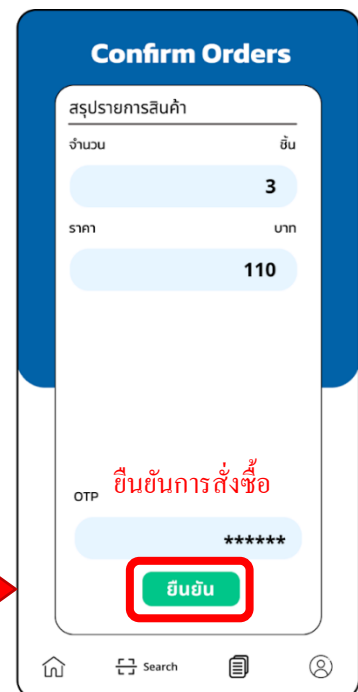 Confirm Orders
สรุปรายการสินค้า
จำนวน ชิ้น
3
ราคา บาท
110
ยืนยันการสั่งซื้อ
OTP
******
ยืนยัน
Search